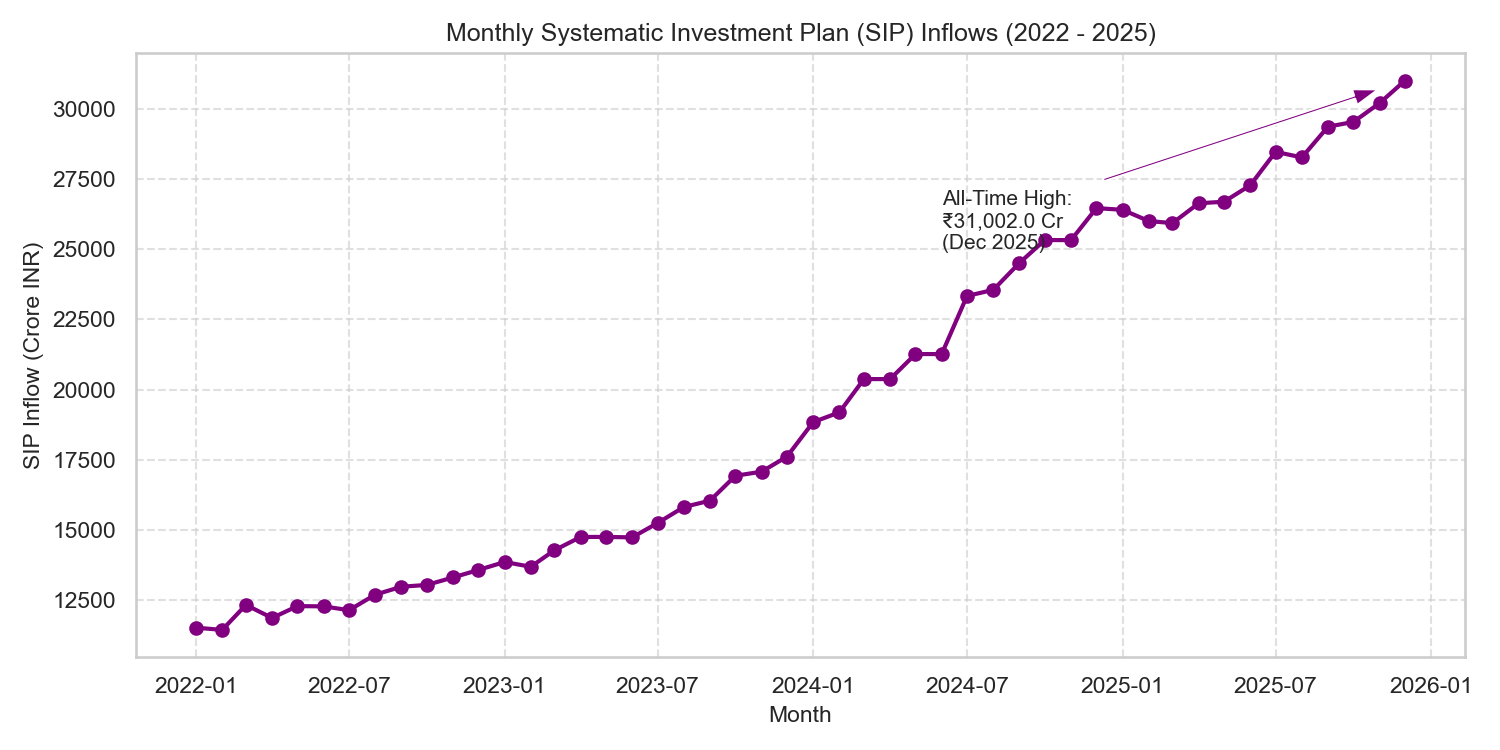 Monthly Systematic Investment Plan (SIP) Inflows (2022 - 2025)
SIP Inflow (Crore INR)
30000
27500
25000
22500
20000
17500
15000
12500
All-Time High:
₹31,002.0 Cr
(Dec 2025)
2022-01
2022-07
2023-01
2023-07
2024-01
2024-07
2025-01
2025-07
2026-01
Month